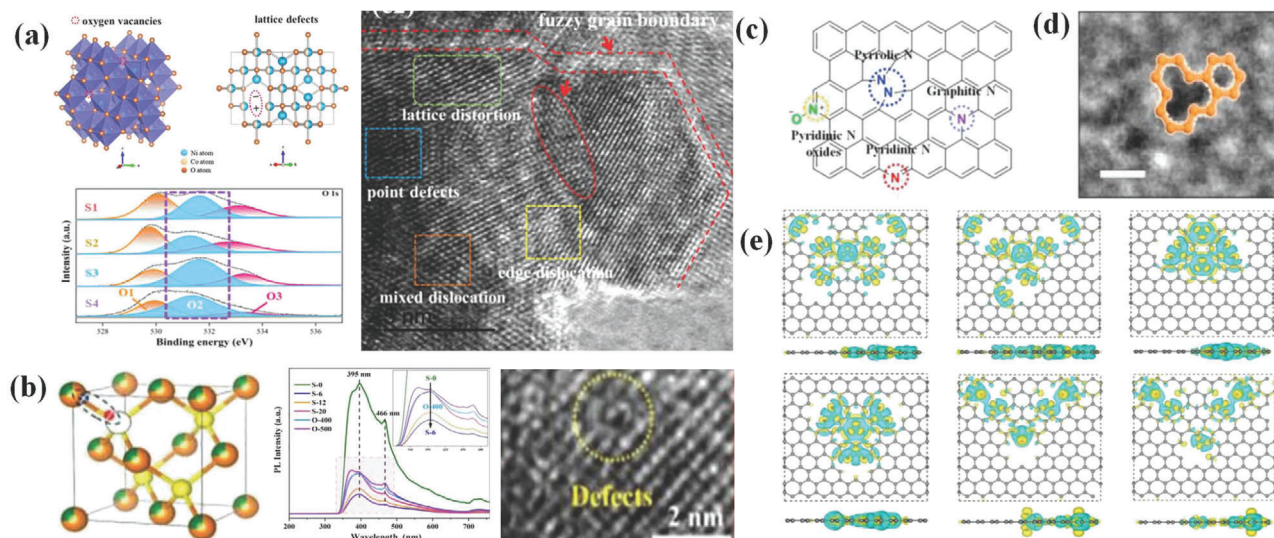 (a)
oxygen vacancies
lattice defects
Ni atom
Co atom
O atom
O 1s
S1
S2
S3
S4
O1
O2
O3
Intensity (a.u.)
528 530 532 534 536
Binding energy (eV)
fuzzy grain boundary
lattice distortion
point defects
edge dislocation
mixed dislocation
(b)
395 nm
466 nm
S-0
S-6
S-12
S-20
O-400
O-500
S-0
O-400
S-6
PL Intensity (a.u.)
200 300 400 500 600 700
Wavelength (nm)
Defects
2 nm
(c)
Pyrrolic N
N
N
Graphitic N
N
O
N
Pyridinic N
oxides
Pyridinic N
N
(d)
(e)